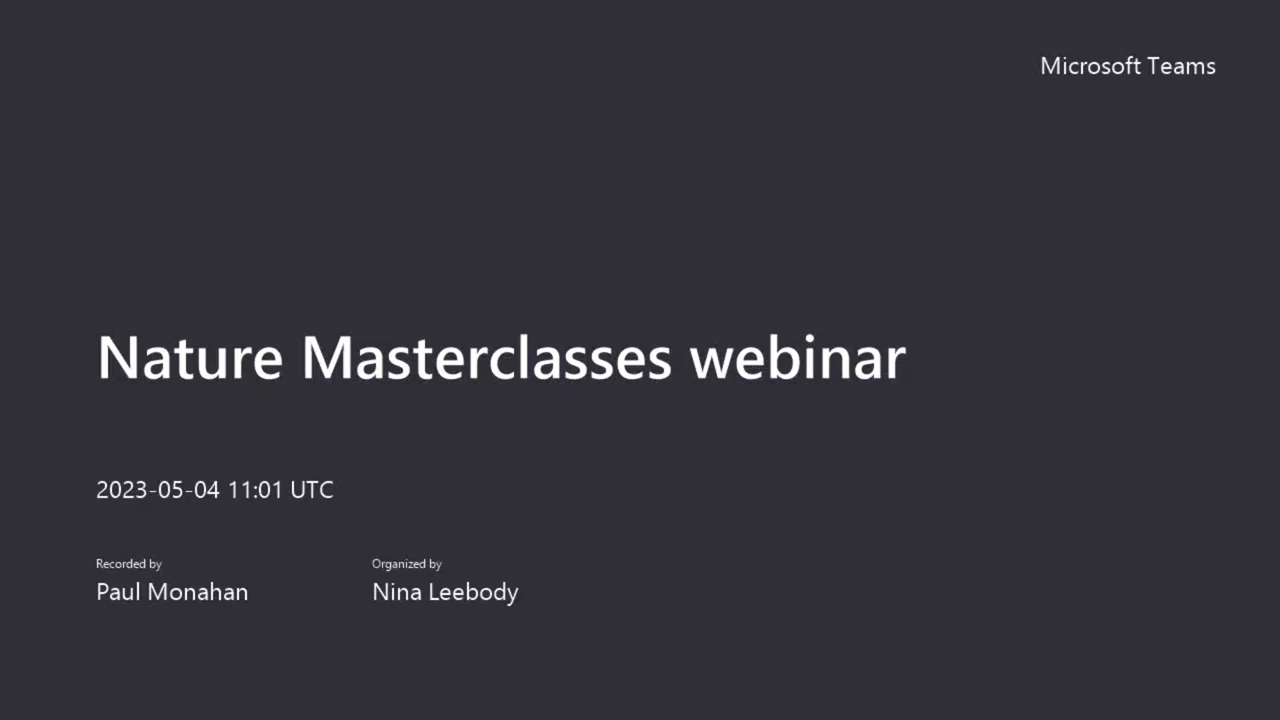 Microsoft Teams
Nature Masterclasses webinar
2023-05-04 11:01 UTC
Recorded by
Organized by
Paul Monahan
Nina Leebody